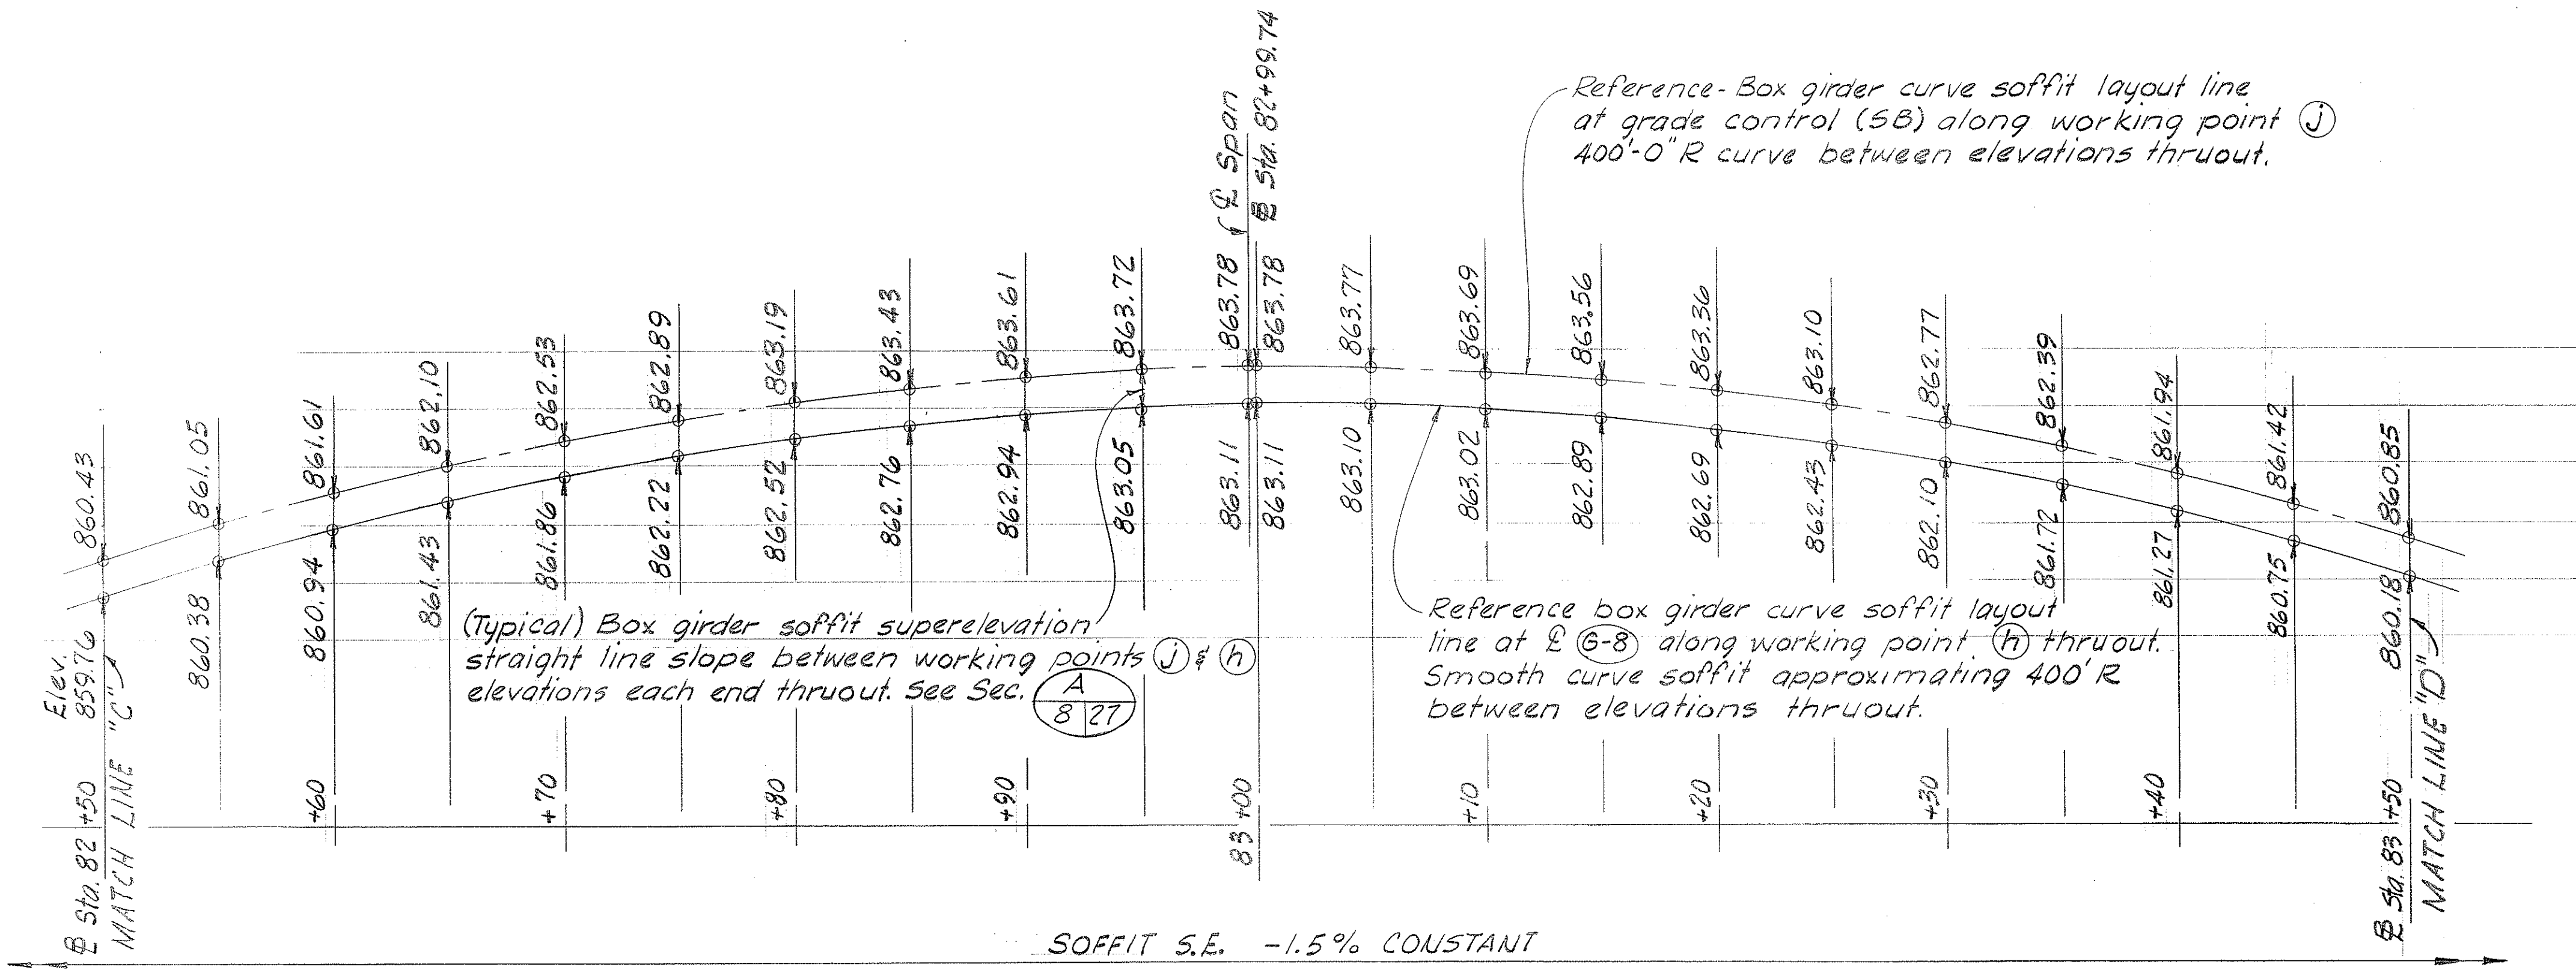 Reference- Box girder curve soffit layout line
at grade control (SB) along working point j
400'-0" R curve between elevations thruout.
℄ Span
℄ Sta. 82+99.74
860.43
861.05
861.61
862.10
862.53
862.89
863.19
863.43
863.61
863.72
863.78
863.78
863.77
863.69
863.56
863.36
863.10
862.77
862.39
861.94
861.42
860.85
Elev.
859.76
860.38
860.94
861.43
861.86
862.22
862.52
862.76
862.94
863.05
863.11
863.11
863.10
863.02
862.89
862.69
862.43
862.10
861.72
861.27
860.75
860.18
(Typical) Box girder soffit superelevation
straight line slope between working points j & h
elevations each end thruout. See Sec.
A
8 27
Reference box girder curve soffit layout
line at ℄ G-8 along working point h thruout.
Smooth curve soffit approximating 400' R
between elevations thruout.
℄ Sta. 82 +50
MATCH LINE "C"
+60
+70
+80
+90
83 +00
+10
+20
+30
+40
℄ Sta. 83 +50
MATCH LINE "D"
SOFFIT S.E. -1.5% CONSTANT